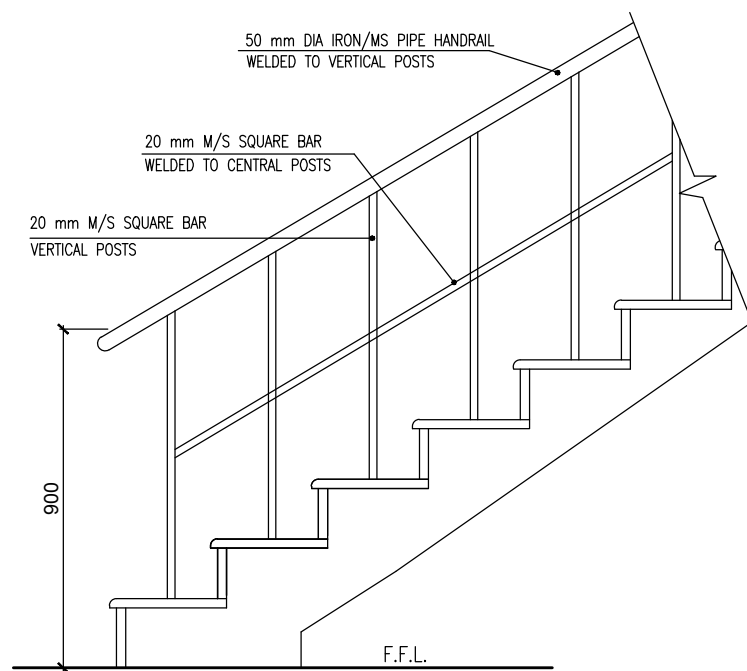 50 mm DIA IRON/MS PIPE HANDRAIL
WELDED TO VERTICAL POSTS
20 mm M/S SQUARE BAR
WELDED TO CENTRAL POSTS
20 mm M/S SQUARE BAR
VERTICAL POSTS
900
F.F.L.